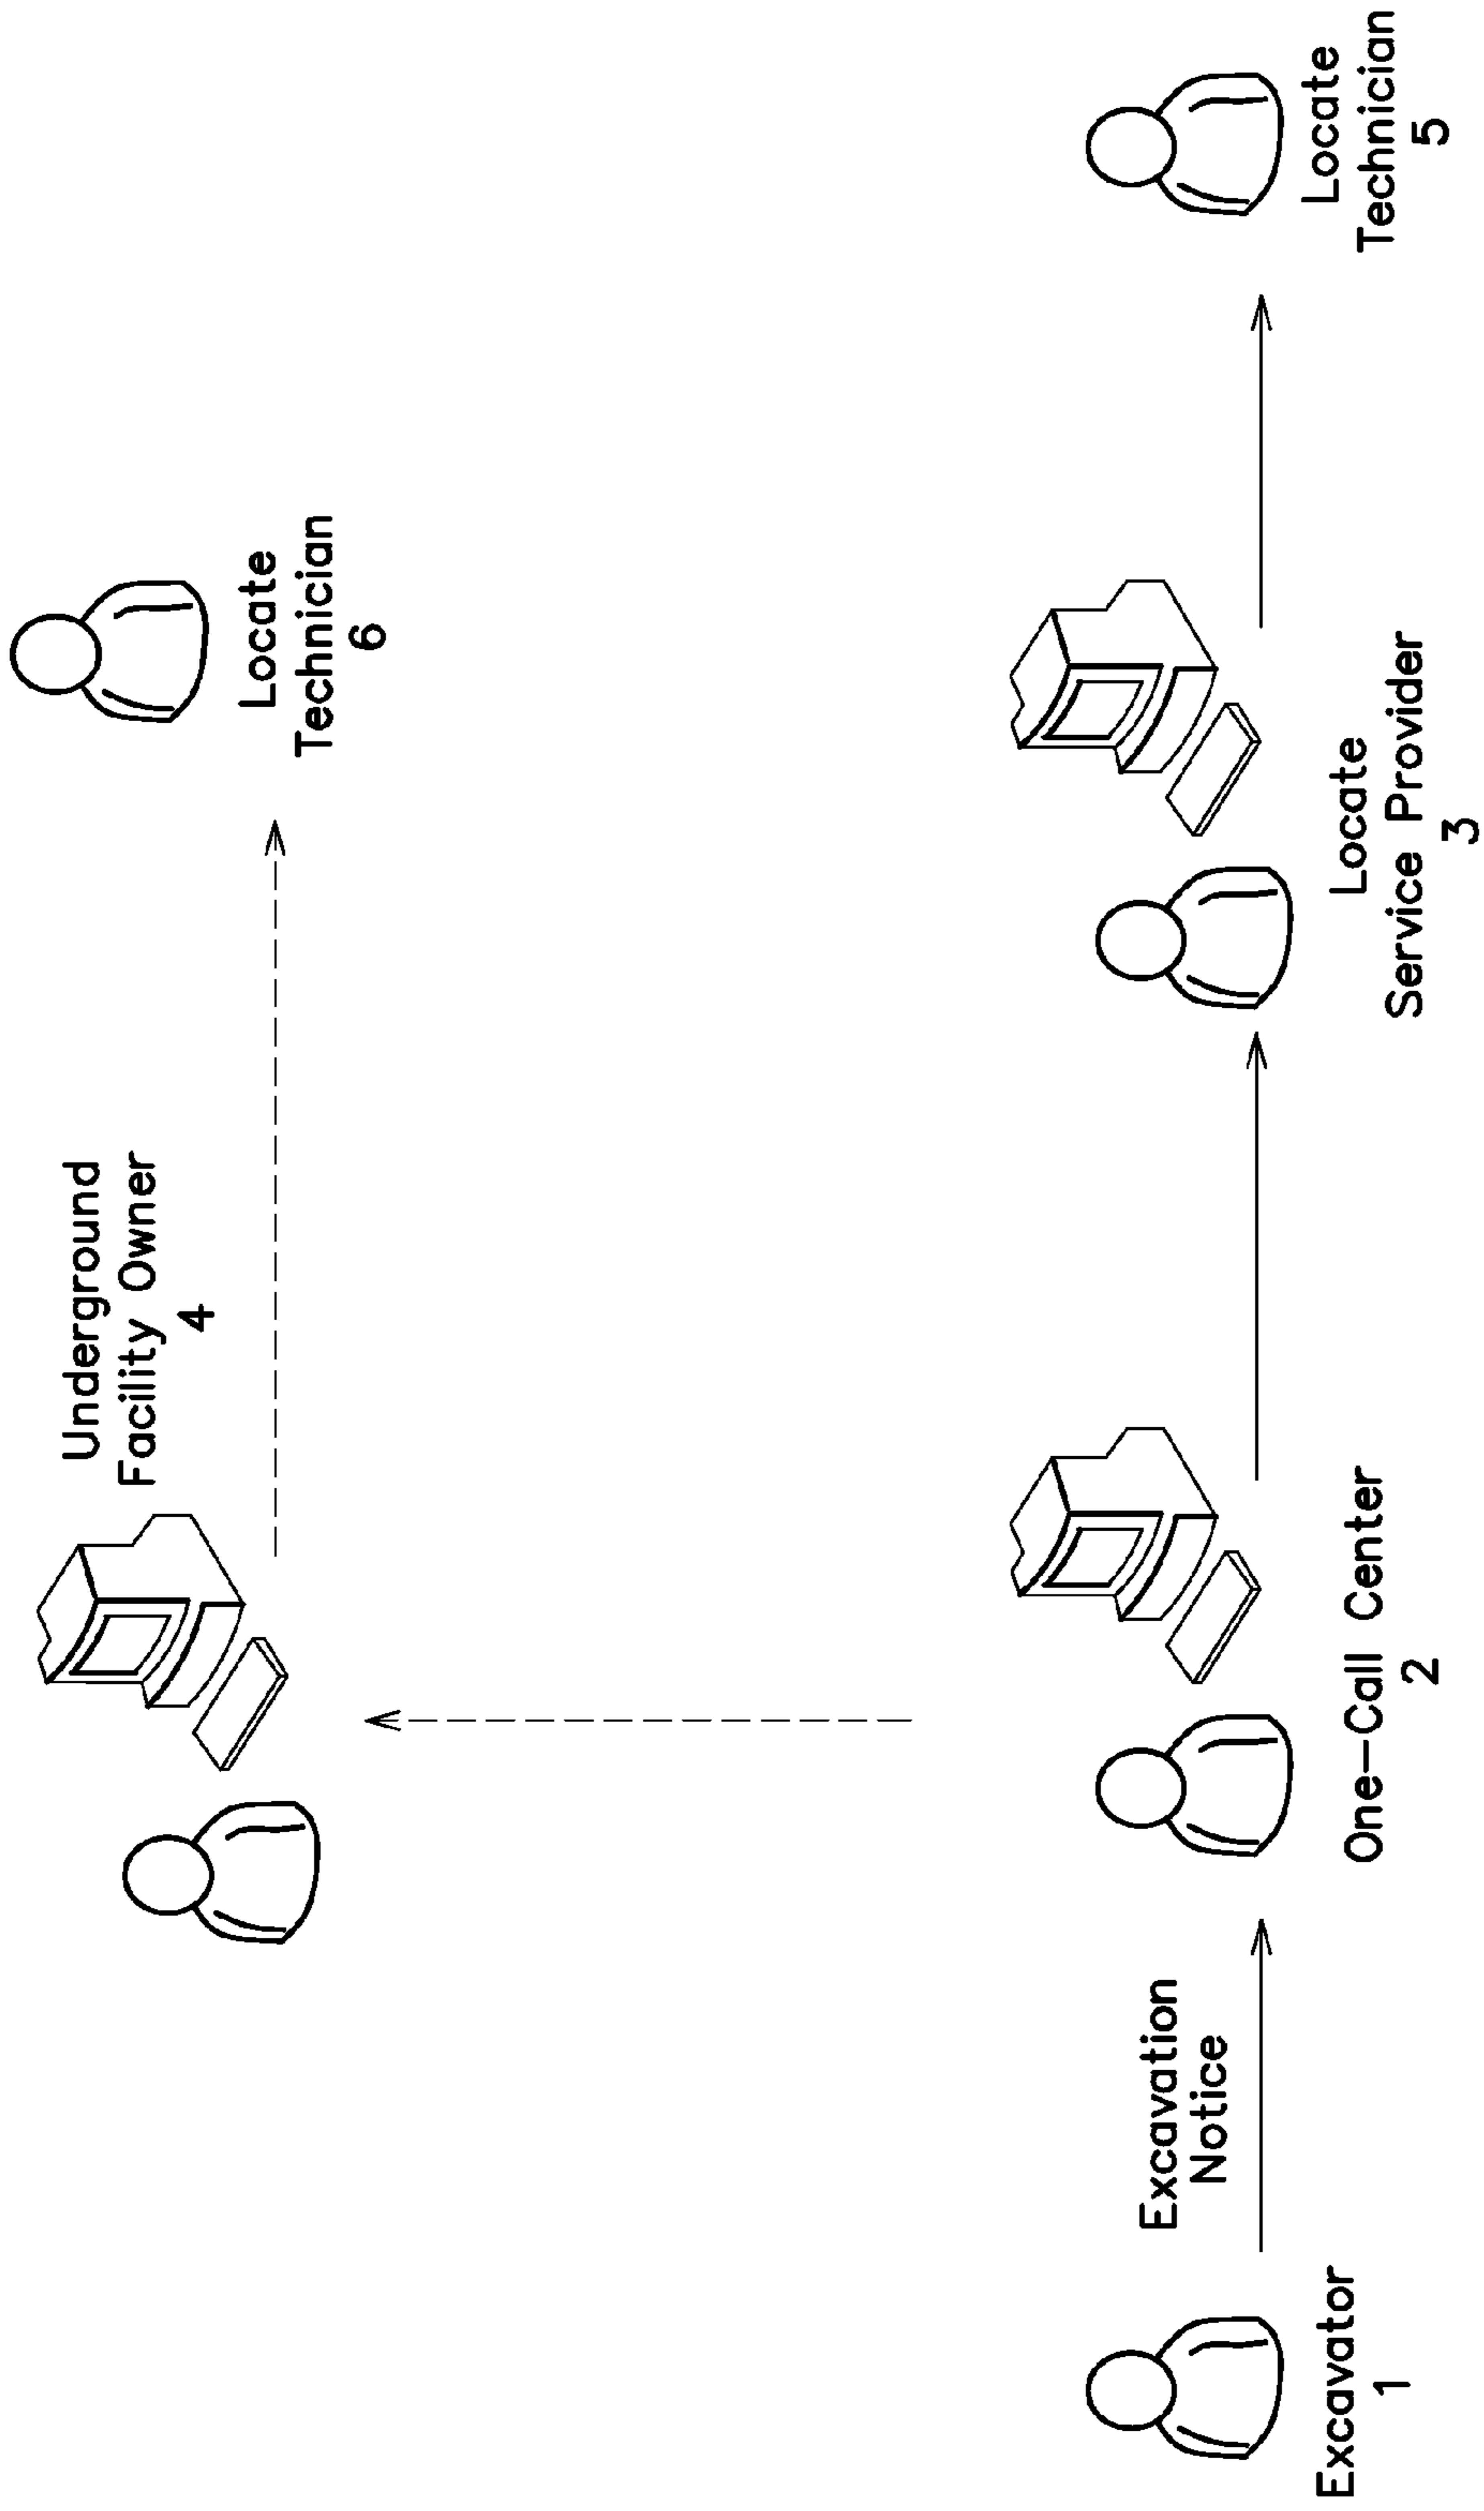 Underground
Facility Owner
4
Locate
Technician
6
Excavation
Notice
Excavator
1
One-Call Center
2
Locate
Service Provider
3
Locate
Technician
5